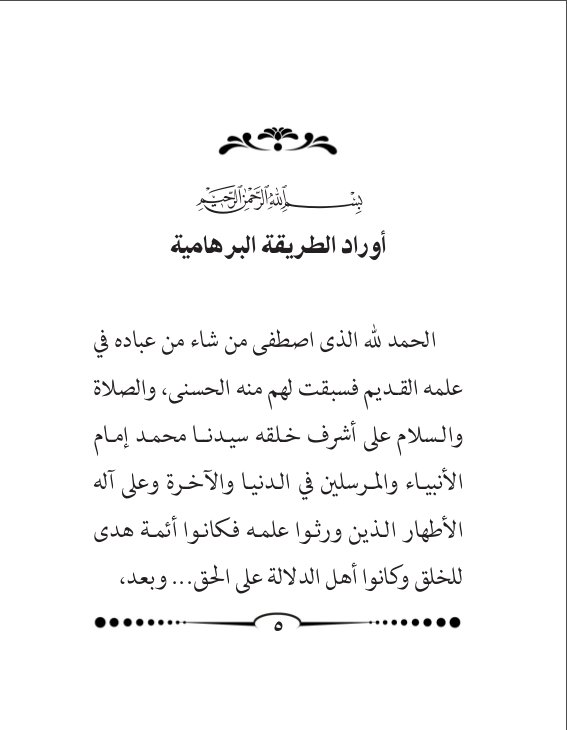 بسم الله الرحمن الرحيم
أوراد الطريقة البرهامية
الحمد لله الذى اصطفى من شاء من عباده في
علمه القديم فسبقت لهم منه الحسنى، والصلاة
والسلام على أشرف خلقه سيدنا محمد إمام
الأنبياء والمرسلين في الدنيا والآخرة وعلى آله
الأطهار الذين ورثوا علمه فكانوا أئمة هدى
للخلق وكانوا أهل الدلالة على الحق... وبعد،
٥